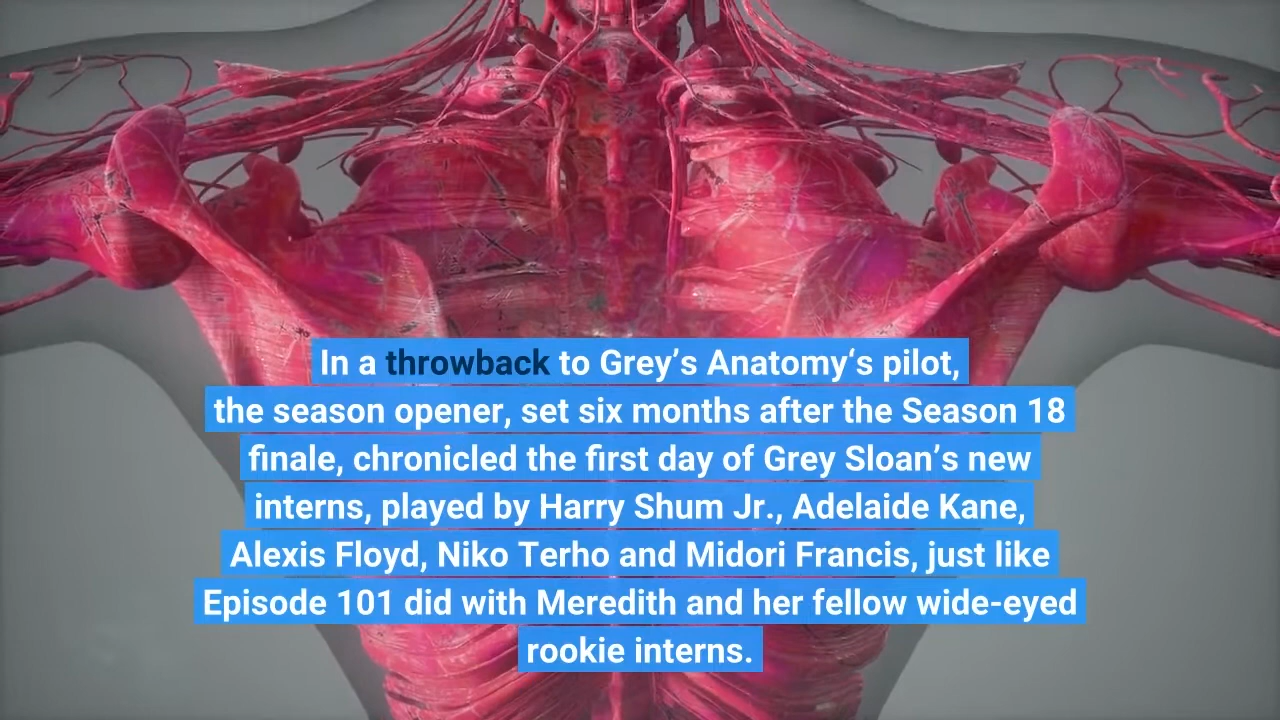 In a throwback to Grey’s Anatomy‘s pilot,
the season opener, set six months after the Season 18
finale, chronicled the first day of Grey Sloan’s new
interns, played by Harry Shum Jr., Adelaide Kane,
Alexis Floyd, Niko Terho and Midori Francis, just like
Episode 101 did with Meredith and her fellow wide-eyed
rookie interns.